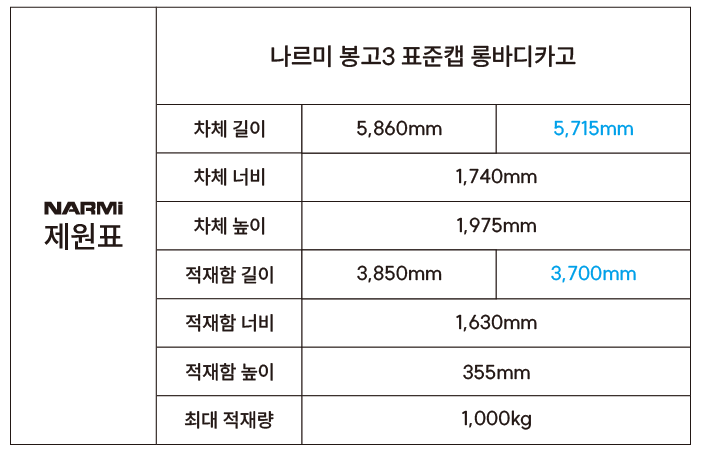 나르미 봉고3 표준캡 롱바디카고
NARMi
제원표
차체 길이 5,860mm 5,715mm
차체 너비 1,740mm
차체 높이 1,975mm
적재함 길이 3,850mm 3,700mm
적재함 너비 1,630mm
적재함 높이 355mm
최대 적재량 1,000kg